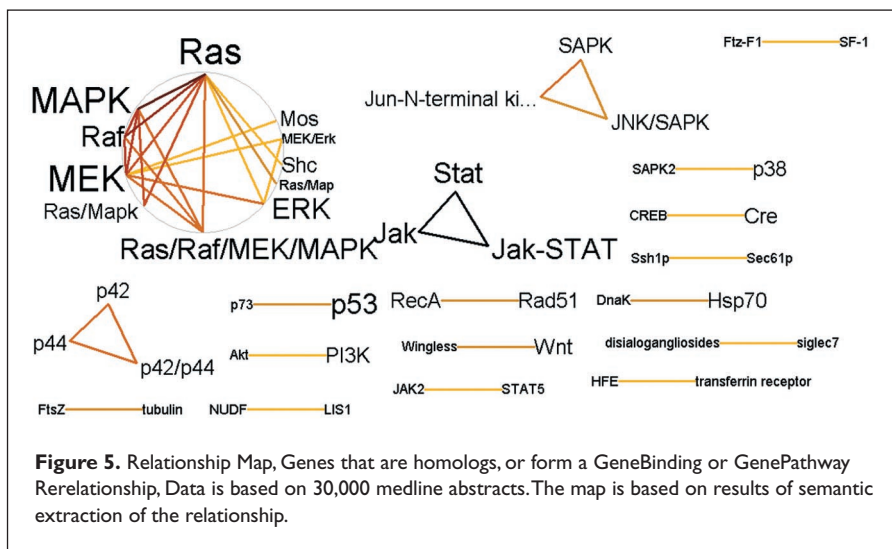 Ras
MAPK
Raf
MEK
Ras/Mapk
Ras/Raf/MEK/MAPK
Mos
MEK/Erk
Shc
Ras/Map
ERK
SAPK
Jun-N-terminal ki...
JNK/SAPK
Ftz-F1 SF-1
Stat
Jak
Jak-STAT
SAPK2 p38
CREB Cre
Ssh1p Sec61p
p42
p44
p42/p44
p73 p53
RecA Rad51
DnaK Hsp70
Akt PI3K
Wingless Wnt
disialogangliosides siglec7
JAK2 STAT5
HFE transferrin receptor
FtsZ tubulin
NUDF LIS1
Figure 5. Relationship Map, Genes that are homologs, or form a GeneBinding or GenePathway
Rerelationship, Data is based on 30,000 medline abstracts. The map is based on results of semantic
extraction of the relationship.